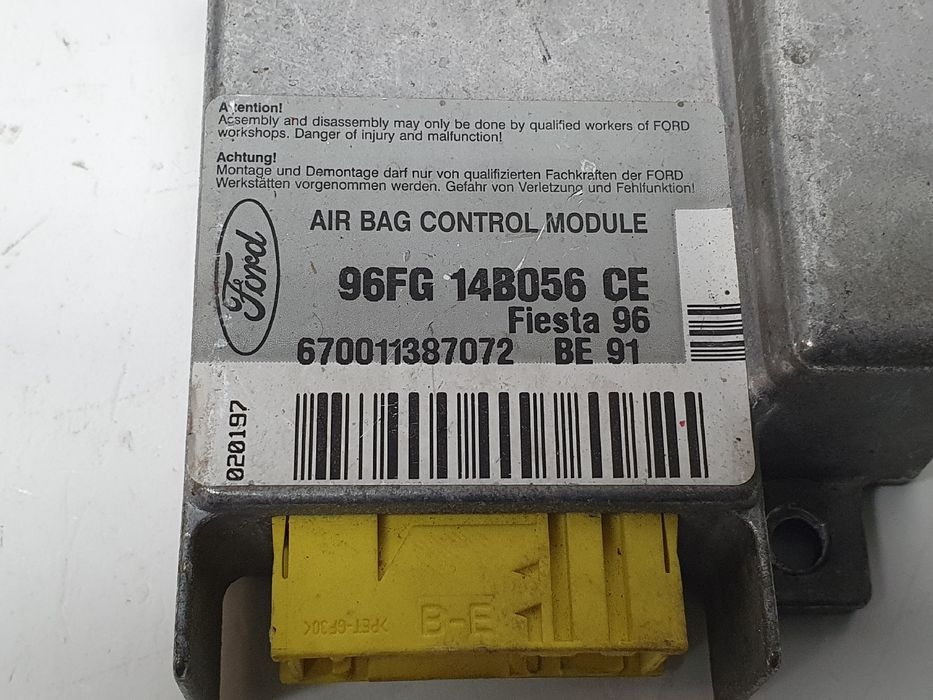 Attention!
Assembly and disassembly may only be done by qualified workers of FORD
workshops. Danger of injury and malfunction!
Achtung!
Montage und Demontage darf nur von qualifizierten Fachkraften der FORD
Werkstätten vorgenommen werden. Gefahr von Verletzung und Fehlfunktion!
Ford
AIR BAG CONTROL MODULE
96FG 14B056 CE
Fiesta 96
670011387072 BE 91
020197
>PET-GF30<
B-E